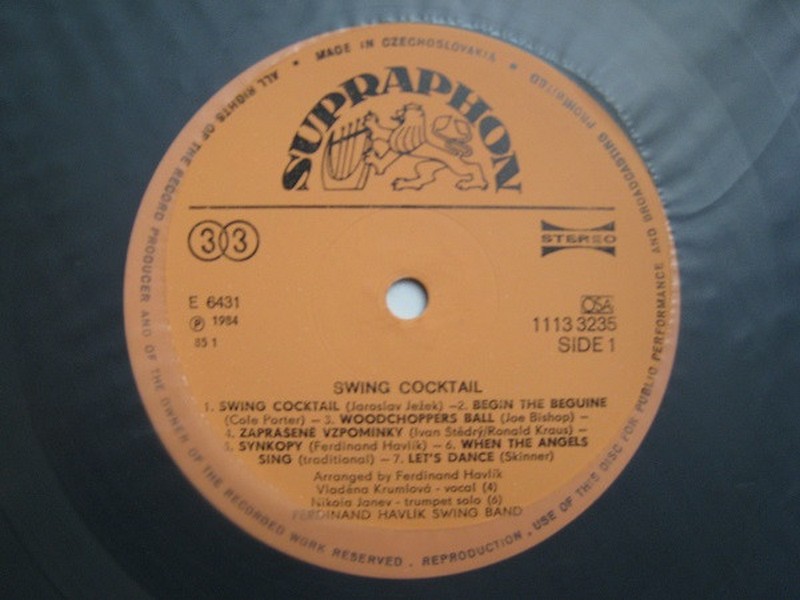 ALL RIGHTS OF THE RECORD PRODUCER AND OF THE OWNER OF THE RECORDED WORK RESERVED . REPRODUCTION , USE OF THIS DISC FOR PUBLIC PERFORMANCE AND BROADCASTING PROHIBITED
• MADE IN CZECHOSLOVAKIA •
SUPRAPHON
33
STEREO
E 6431
Ⓟ 1984
85 1
OSA
1113 3235
SIDE 1
SWING COCKTAIL
1. SWING COCKTAIL (Jaroslav Ježek) –2. BEGIN THE BEGUINE
(Cole Porter) – 3. WOODCHOPPERS BALL (Joe Bishop) –
4. ZAPRÁŠENÉ VZPOMÍNKY (Ivan Štědrý/Ronald Kraus) –
5. SYNKOPY (Ferdinand Havlík) – 6. WHEN THE ANGELS
SING (traditional) – 7. LET'S DANCE (Skinner)
Arranged by Ferdinand Havlík
Vladěna Krumlová - vocal (4)
Nikola Janev - trumpet solo (6)
FERDINAND HAVLÍK SWING BAND